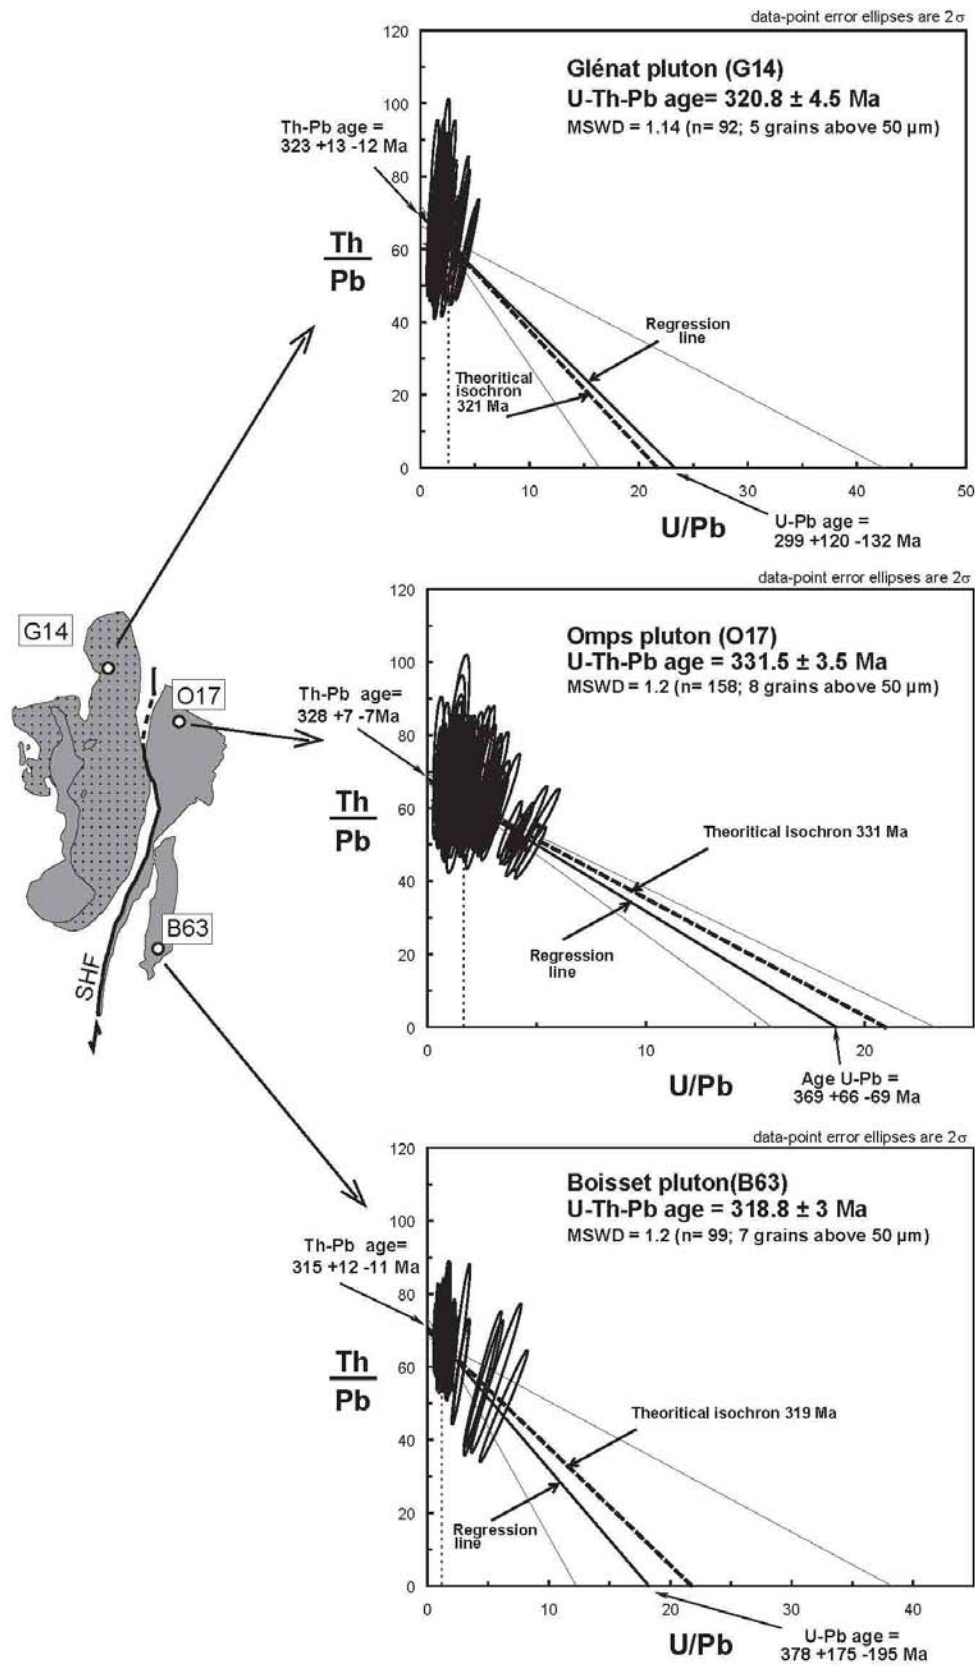 data-point error ellipses are 2σ
Glénat pluton (G14)
U-Th-Pb age= 320.8 ± 4.5 Ma
MSWD = 1.14 (n= 92; 5 grains above 50 µm)
Th-Pb age =
323 +13 -12 Ma
120
100
80
60
40
20
0
Th
Pb
Regression
line
Theoritical
isochron
321 Ma
0 10 20 30 40 50
U/Pb
U-Pb age =
299 +120 -132 Ma
data-point error ellipses are 2σ
Omps pluton (O17)
U-Th-Pb age = 331.5 ± 3.5 Ma
MSWD = 1.2 (n= 158; 8 grains above 50 µm)
G14
O17
B63
SHF
Th-Pb age=
328 +7 -7Ma
120
100
80
60
40
20
0
Th
Pb
Theoritical isochron 331 Ma
Regression
line
0 10 20
U/Pb
Age U-Pb =
369 +66 -69 Ma
data-point error ellipses are 2σ
Boisset pluton(B63)
U-Th-Pb age = 318.8 ± 3 Ma
MSWD = 1.2 (n= 99; 7 grains above 50 µm)
Th-Pb age=
315 +12 -11 Ma
120
100
80
60
40
20
0
Th
Pb
Theoritical isochron 319 Ma
Regression
line
0 10 20 30 40
U/Pb
U-Pb age =
378 +175 -195 Ma